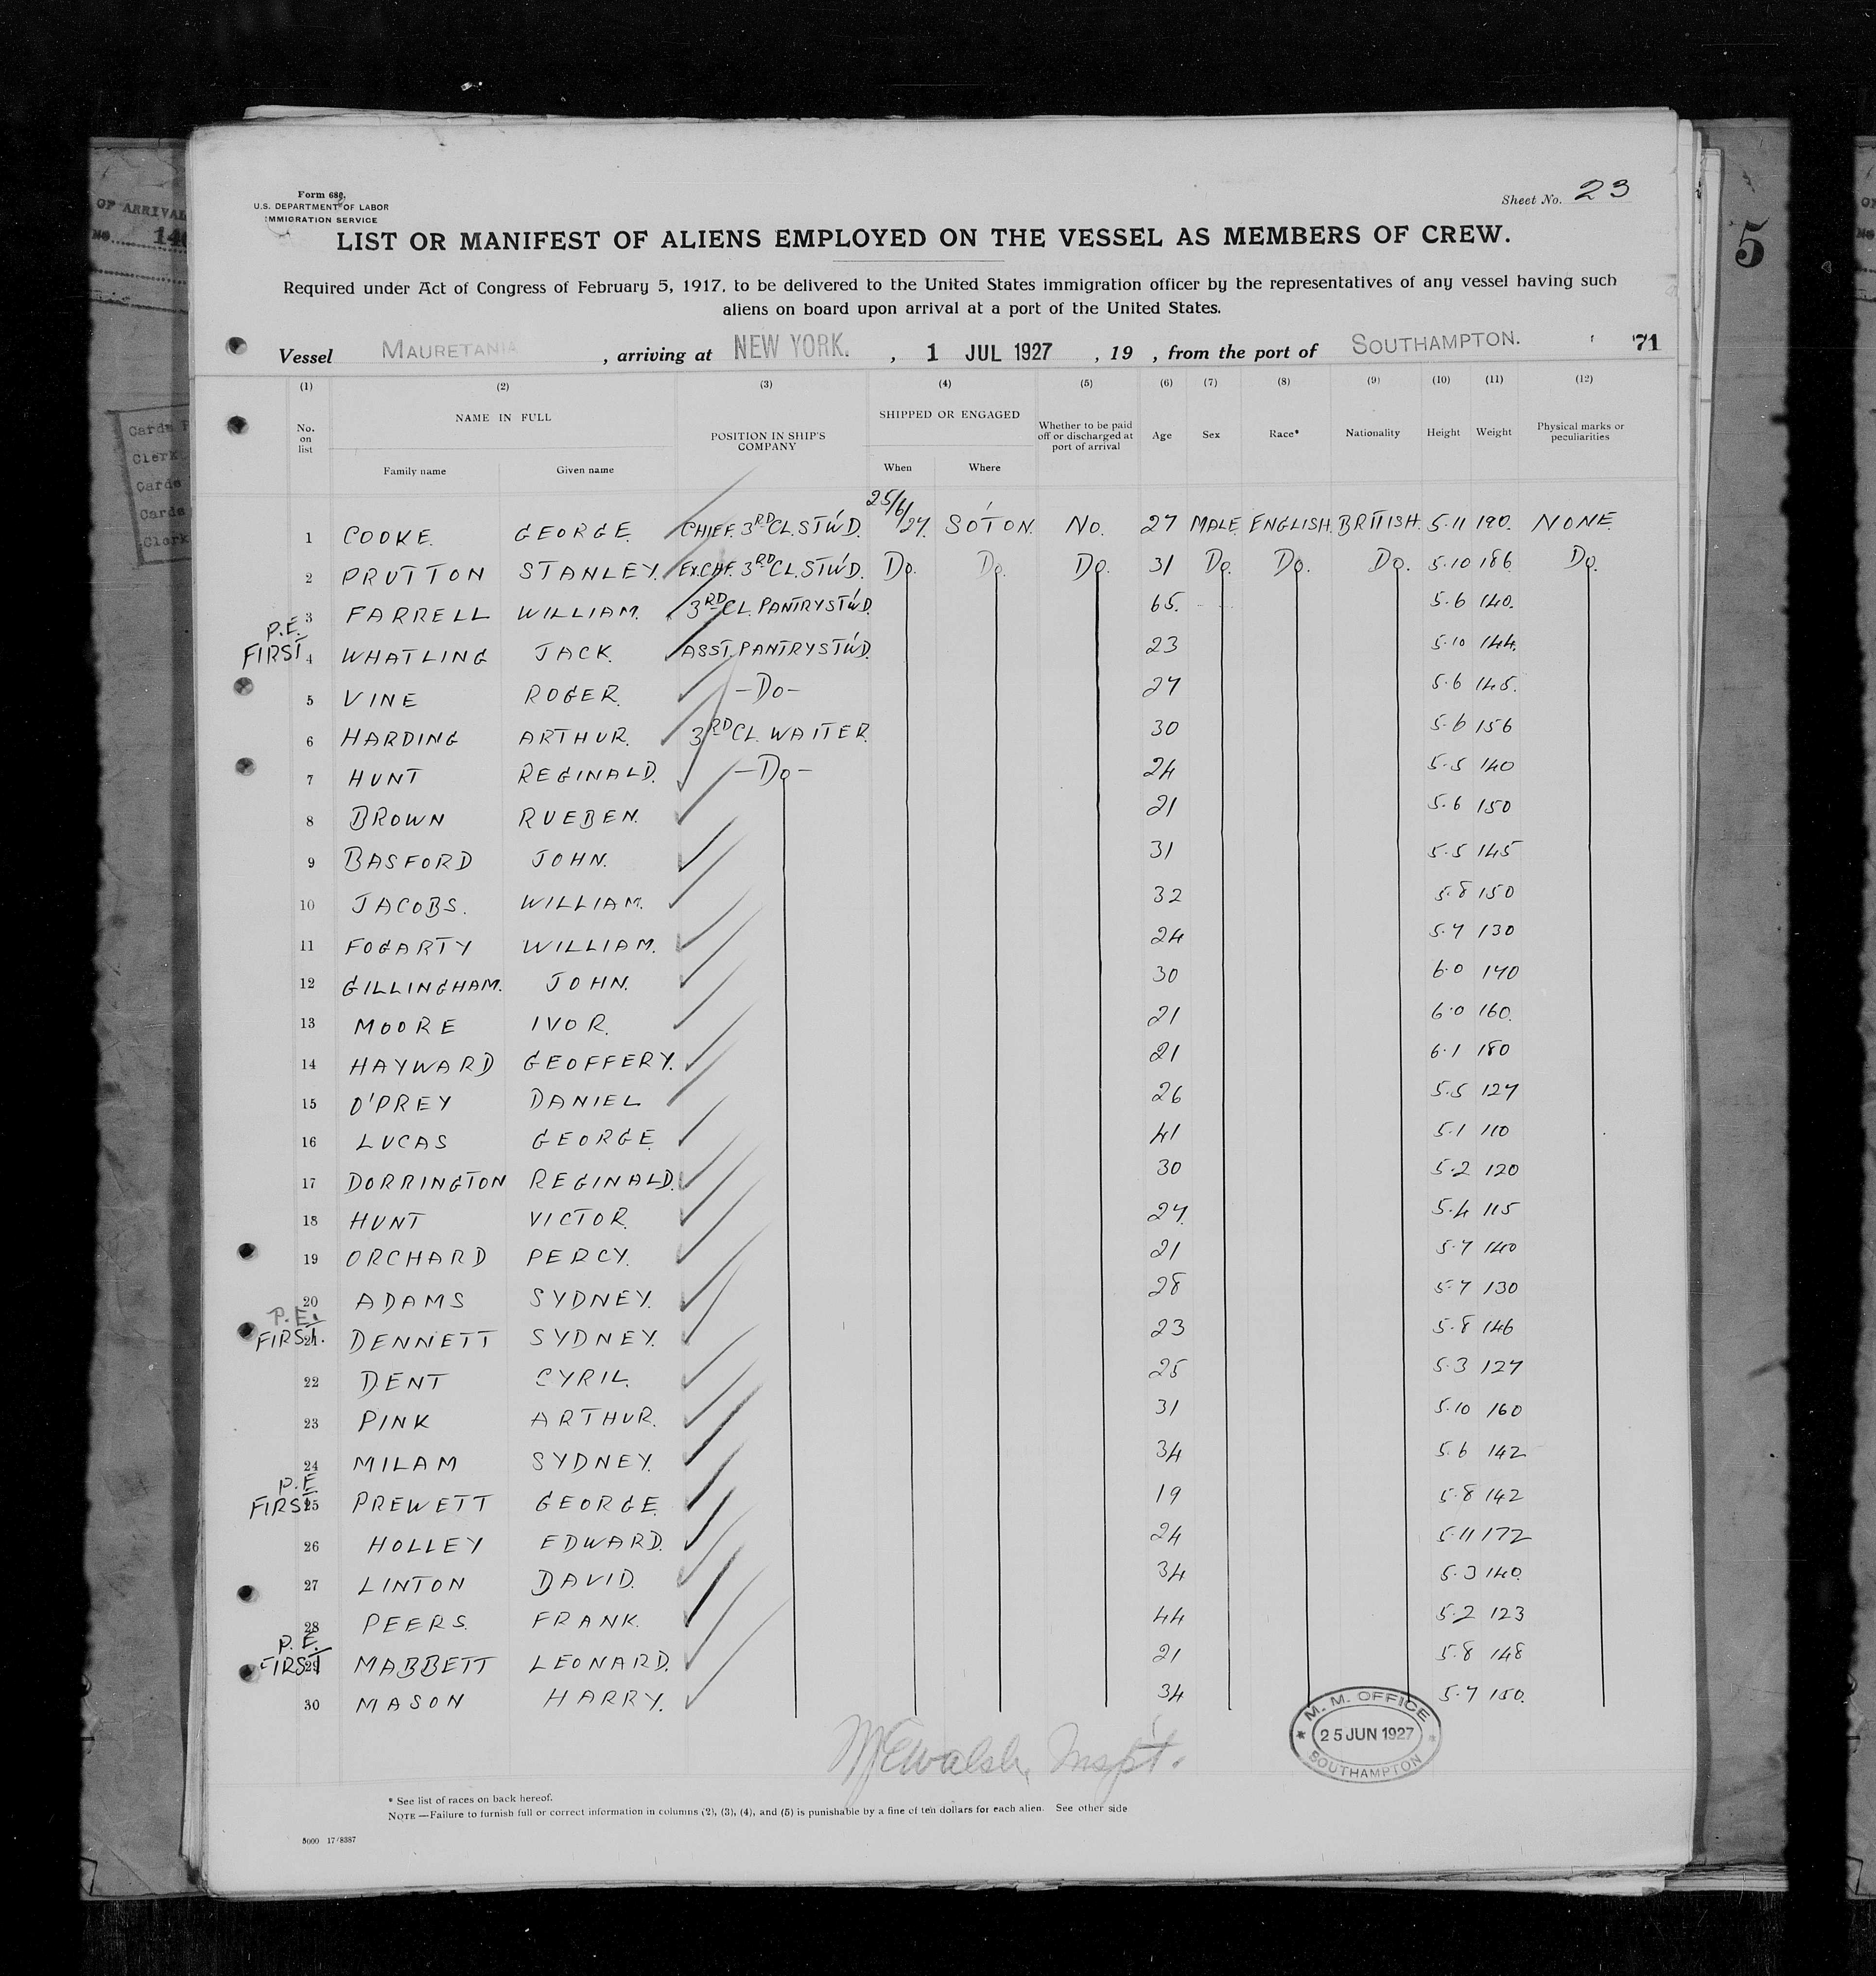 Form 689.
U.S. DEPARTMENT OF LABOR
IMMIGRATION SERVICE
Sheet No. 23
LIST OR MANIFEST OF ALIENS EMPLOYED ON THE VESSEL AS MEMBERS OF CREW.
Required under Act of Congress of February 5, 1917, to be delivered to the United States immigration officer by the representatives of any vessel having such
aliens on board upon arrival at a port of the United States.
Vessel MAURETANIA, arriving at NEW YORK., 1 JUL 1927, 19 , from the port of SOUTHAMPTON. 71
(1) (2) (3) (4) (5) (6) (7) (8) (9) (10) (11) (12)
No. on list NAME IN FULL POSITION IN SHIP'S COMPANY SHIPPED OR ENGAGED Whether to be paid off or discharged at port of arrival Age Sex Race* Nationality Height Weight Physical marks or peculiarities
Family name Given name When Where
1 COOKE. GEORGE. CHIEF. 3RD CL. STW'D. 25/6/27. SO'TON. NO. 27 MALE. ENGLISH. BRITISH. 5.11 190. NONE.
2 PRUTTON STANLEY. EX.CHF. 3RD CL. STW'D. Do. Do. Do. 31 Do. Do. Do. 5.10 186 Do.
3 FARRELL WILLIAM. 3RD CL. PANTRY STW'D. 65. 5.6 140.
P.E. FIRST 4 WHATLING JACK. ASST. PANTRY STW'D. 23 5.10 144.
5 VINE ROGER. —Do— 27 5.6 145.
6 HARDING ARTHUR. 3RD CL. WAITER. 30 5.6 156
7 HUNT REGINALD. —Do— 24 5.5 140
8 BROWN RUEBEN. 21 5.6 150
9 BASFORD JOHN. 31 5.5 145
10 JACOBS. WILLIAM. 32 5.8 150
11 FOGARTY WILLIAM. 24 5.7 130
12 GILLINGHAM. JOHN. 30 6.0 170
13 MOORE IVOR. 21 6.0 160.
14 HAYWARD GEOFFERY. 21 6.1 180
15 O'PREY DANIEL 26 5.5 127
16 LUCAS GEORGE. 41 5.1 110
17 DORRINGTON REGINALD. 30 5.2 120
18 HUNT VICTOR. 27. 5.4 115
19 ORCHARD PERCY. 21 5.7 140
20 ADAMS SYDNEY. 28 5.7 130
P.E. FIRST. 21 DENNETT SYDNEY. 23 5.8 146
22 DENT CYRIL. 25 5.3 127
23 PINK ARTHUR. 31 5.10 160
24 MILAM SYDNEY. 34 5.6 142
P.E FIRST 25 PREWETT GEORGE. 19 5.8 142
26 HOLLEY EDWARD. 24 5.11 172
27 LINTON DAVID. 34 5.3 140.
28 PEERS. FRANK. 44 5.2 123
P.E. FIRST 29 MABBETT LEONARD. 21 5.8 148
30 MASON HARRY. 34 5.7 150.
Walsh, Insp't.
M. M. OFFICE
25 JUN 1927
SOUTHAMPTON
* See list of races on back hereof.
NOTE—Failure to furnish full or correct information in columns (2), (3), (4), and (5) is punishable by a fine of ten dollars for each alien. See other side
5000 17/8387
OF ARRIVAL
No.
Cards
Clerk
Cards
Cards
Clerk
5